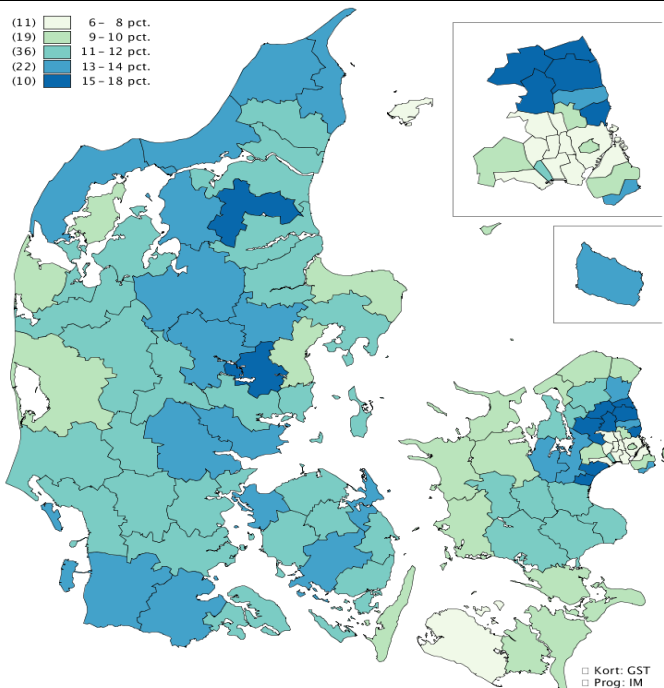 (11) 6 - 8 pct.
(19) 9 - 10 pct.
(36) 11 - 12 pct.
(22) 13 - 14 pct.
(10) 15 - 18 pct.
Kort: GST
Prog: IM